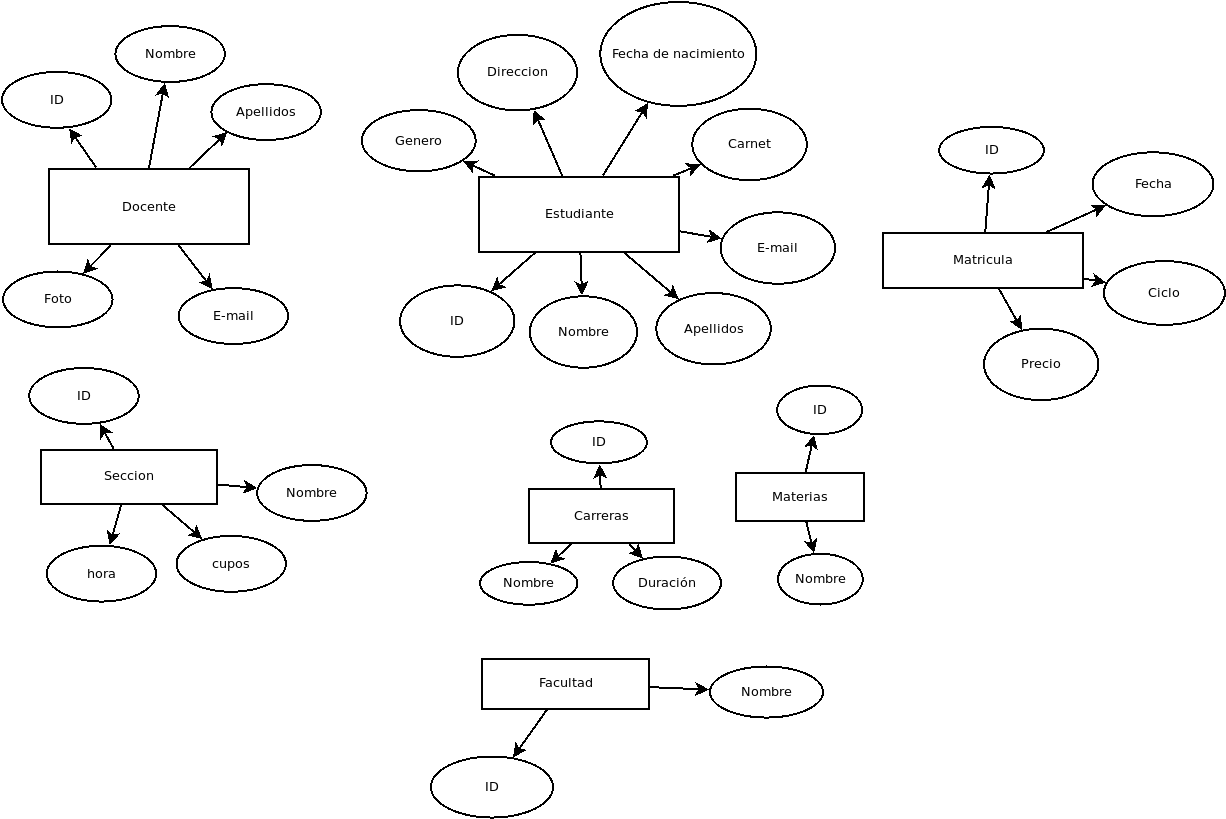 Nombre
ID
Apellidos
Docente
Foto
E-mail
Fecha de nacimiento
Direccion
Genero
Carnet
Estudiante
E-mail
ID
Nombre
Apellidos
ID
Fecha
Matricula
Ciclo
Precio
ID
Seccion
Nombre
hora
cupos
ID
Carreras
Nombre
Duración
ID
Materias
Nombre
Facultad
Nombre
ID